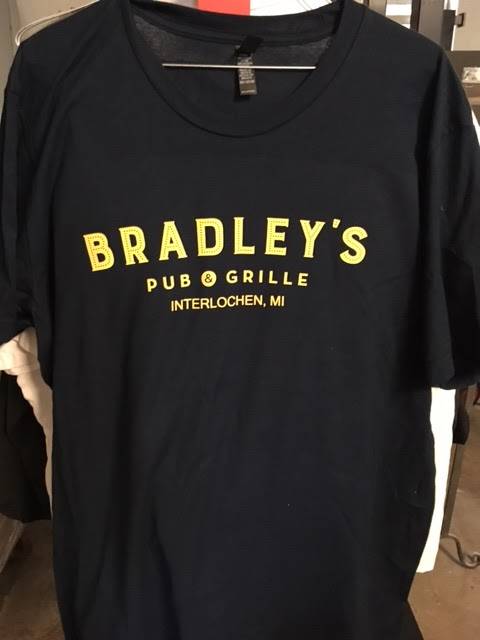 BRADLEY'S
PUB & GRILLE
INTERLOCHEN, MI